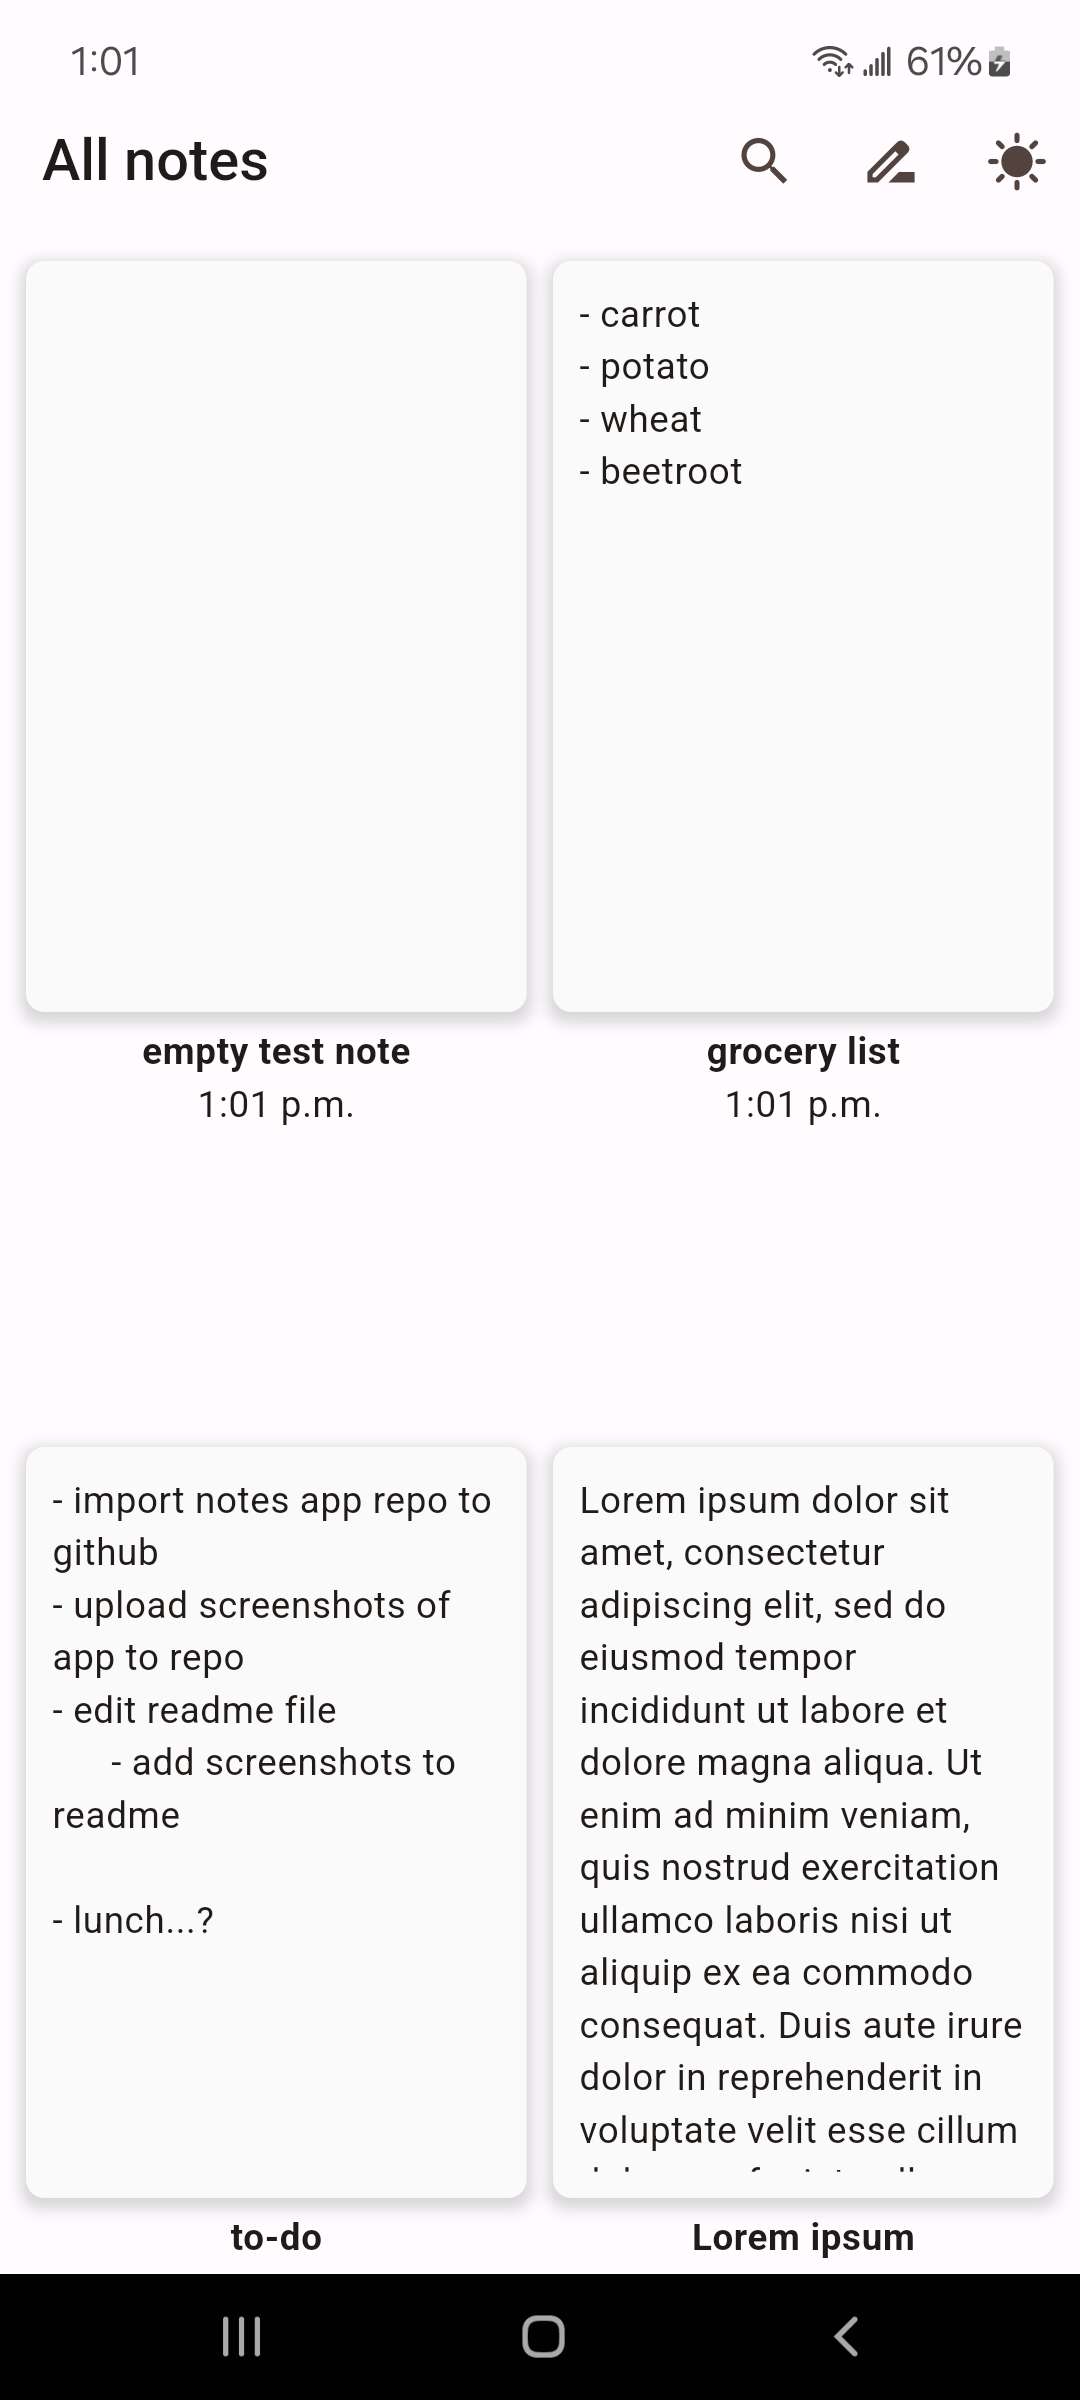 1:01
61%
All notes
- carrot
- potato
- wheat
- beetroot
empty test note
1:01 p.m.
grocery list
1:01 p.m.
- import notes app repo to
github
- upload screenshots of
app to repo
- edit readme file
- add screenshots to
readme
- lunch...?
to-do
Lorem ipsum dolor sit
amet, consectetur
adipiscing elit, sed do
eiusmod tempor
incididunt ut labore et
dolore magna aliqua. Ut
enim ad minim veniam,
quis nostrud exercitation
ullamco laboris nisi ut
aliquip ex ea commodo
consequat. Duis aute irure
dolor in reprehenderit in
voluptate velit esse cillum
Lorem ipsum